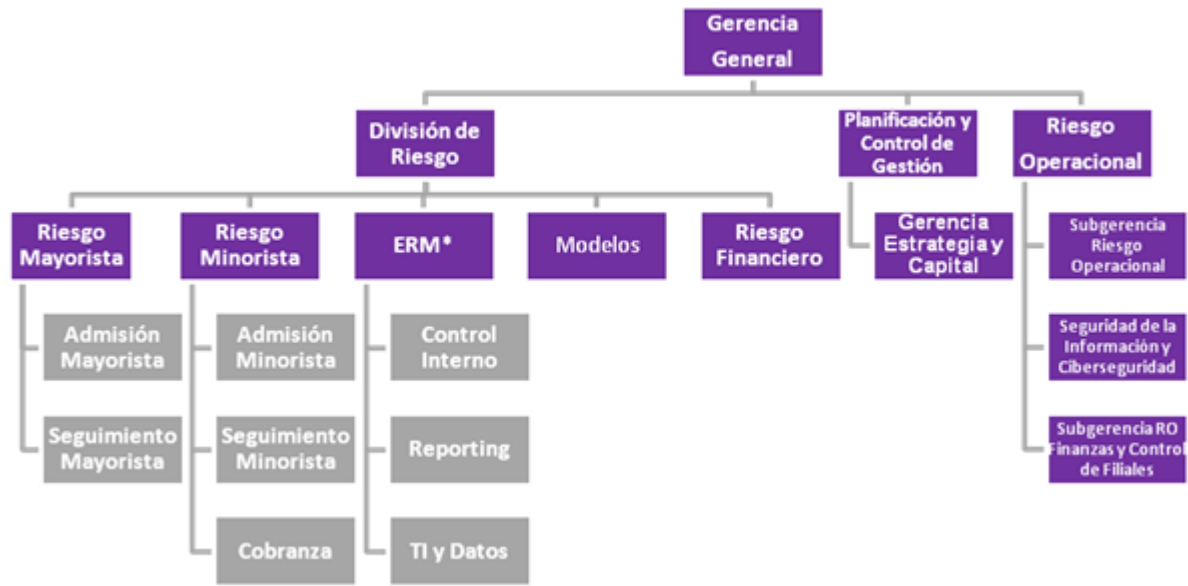 Gerencia
General
División de
Riesgo
Planificación y
Control de
Gestión
Riesgo
Operacional
Riesgo
Mayorista
Riesgo
Minorista
ERM*
Modelos
Riesgo
Financiero
Gerencia
Estrategia y
Capital
Subgerencia
Riesgo
Operacional
Admisión
Mayorista
Admisión
Minorista
Control
Interno
Seguridad de la
Información y
Ciberseguridad
Seguimiento
Mayorista
Seguimiento
Minorista
Reporting
Subgerencia RO
Finanzas y Control
de Filiales
Cobranza
TI y Datos